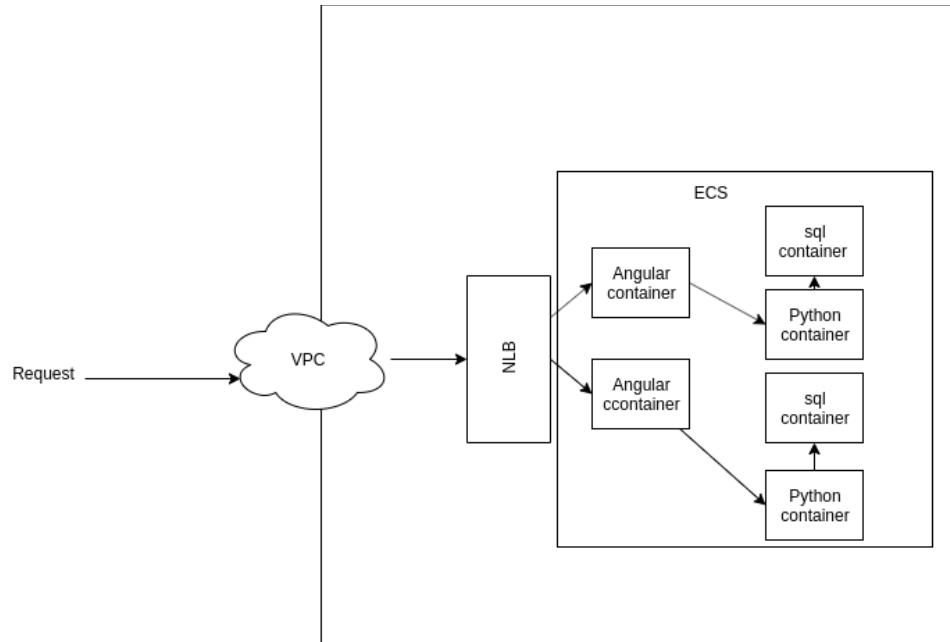 ECS
sql
container
Angular
container
Python
container
NLB
VPC
Request
sql
container
Angular
ccontainer
Python
container